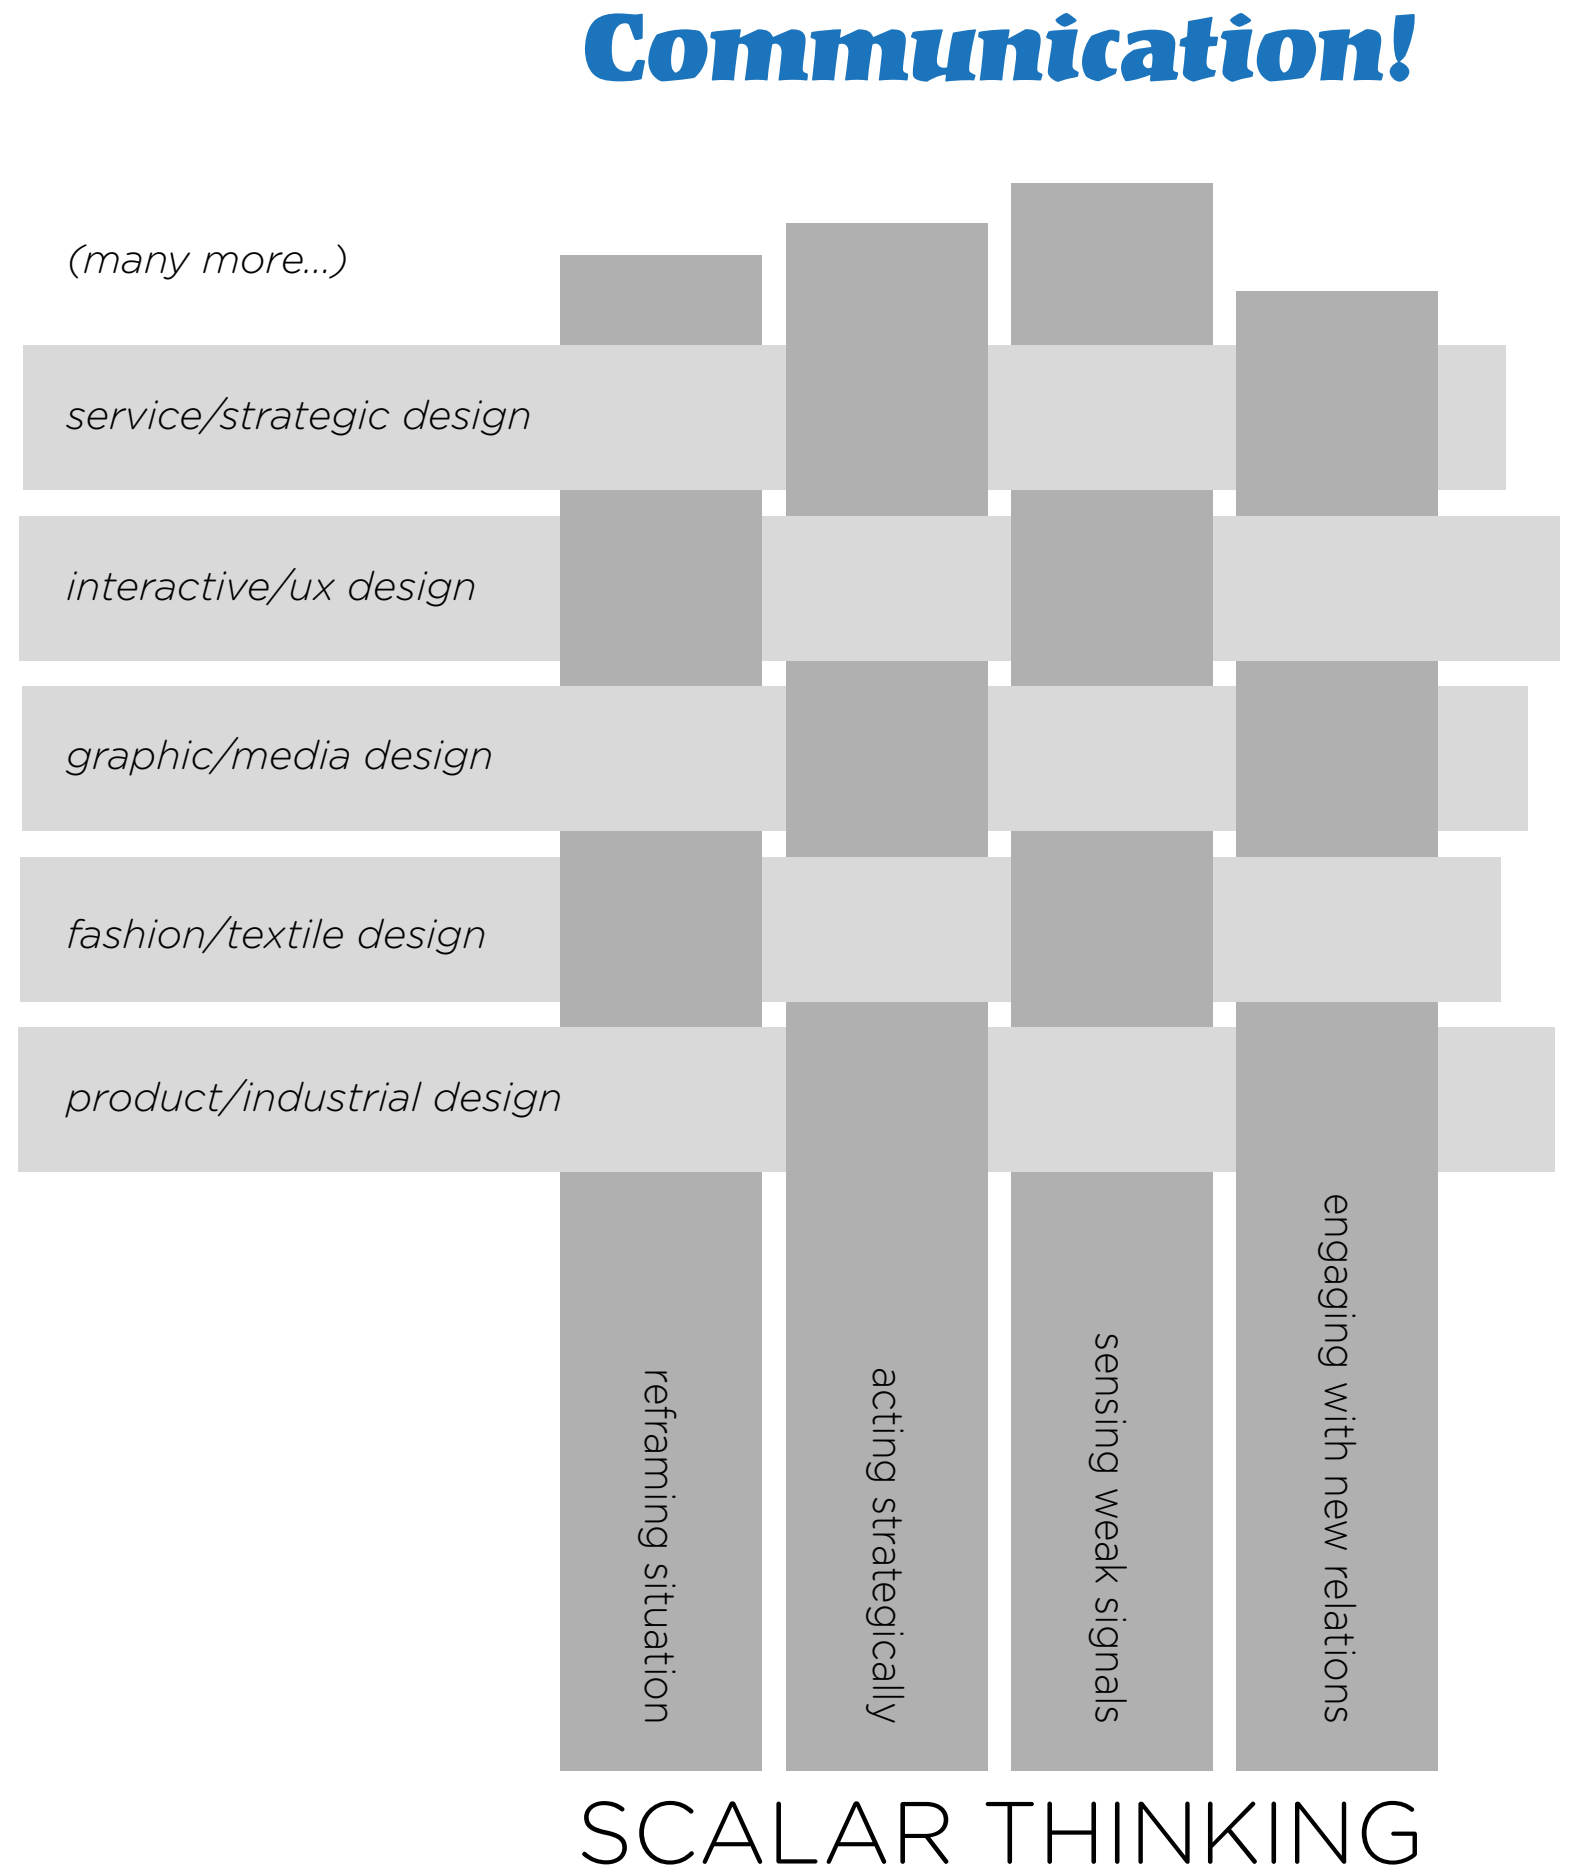 Communication!
(many more...)
service/strategic design
interactive/ux design
graphic/media design
fashion/textile design
product/industrial design
reframing situation
acting strategically
sensing weak signals
engaging with new relations
SCALAR THINKING